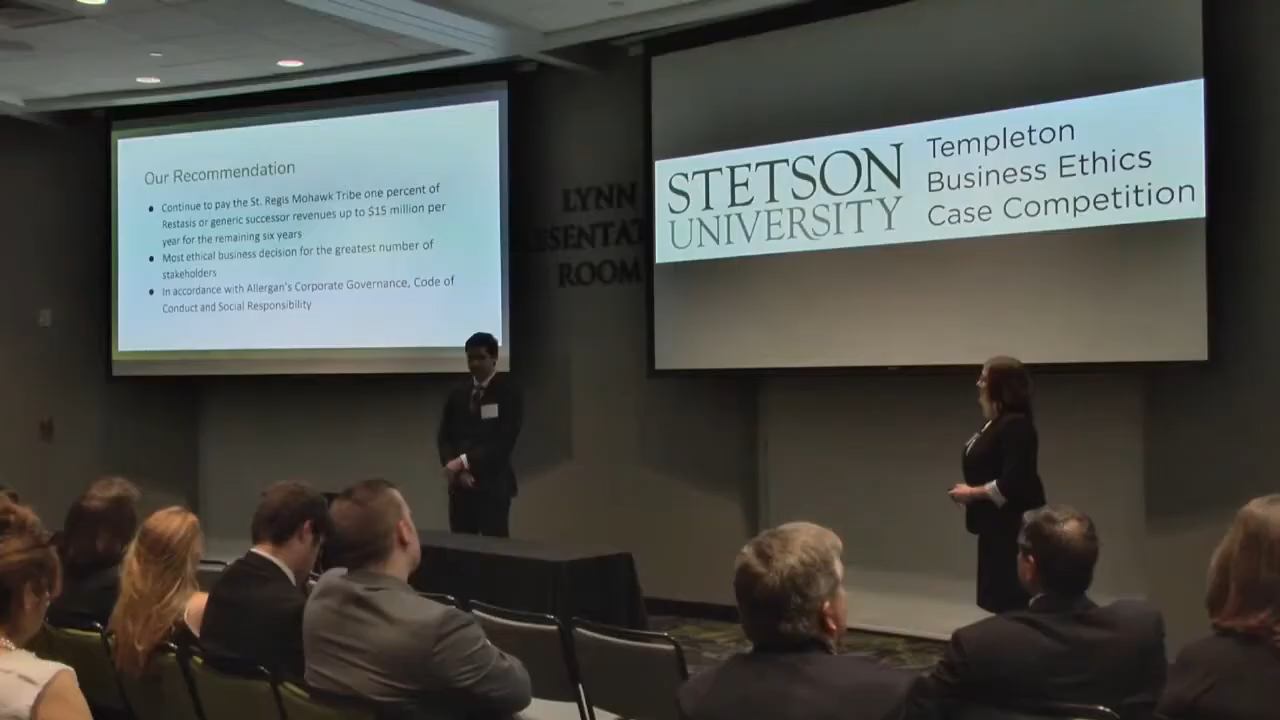 Our Recommendation
● Continue to pay the St. Regis Mohawk Tribe one percent of
Restasis or generic successor revenues up to $15 million per
year for the remaining six years
● Most ethical business decision for the greatest number of
stakeholders
● In accordance with Allergan's Corporate Governance, Code of
Conduct and Social Responsibility
LYNN
ESENTAT
ROOM
STETSON
UNIVERSITY
Templeton
Business Ethics
Case Competition